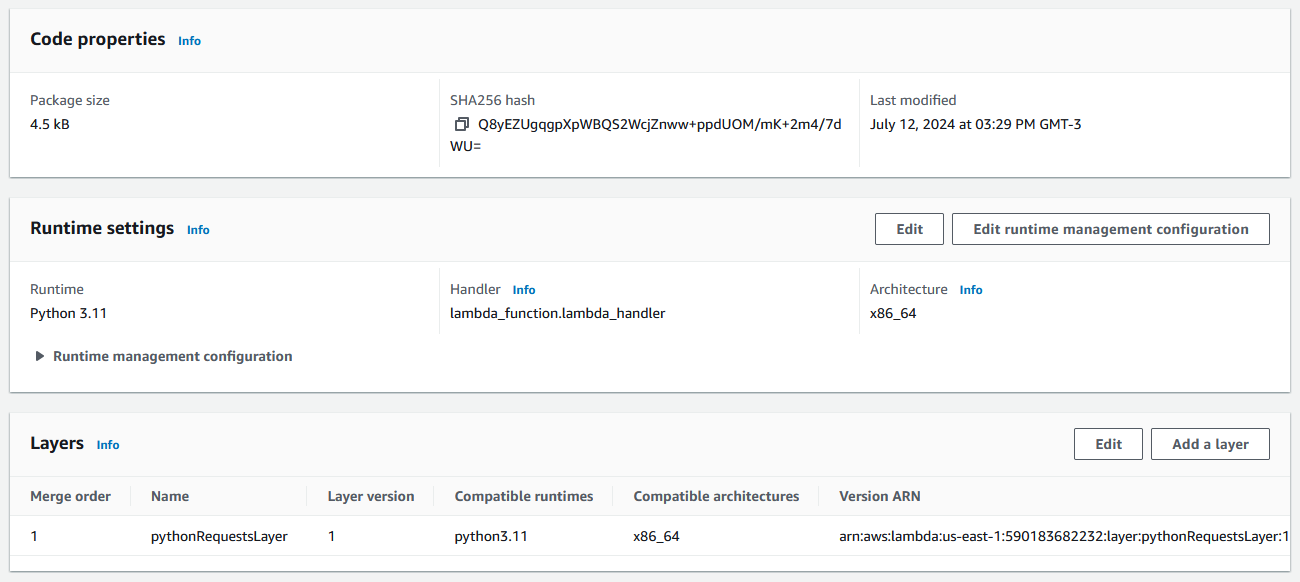 Code properties Info
Package size
4.5 kB
SHA256 hash
Q8yEZUgqgpXpWBQS2WcjZnww+ppdUOM/mK+2m4/7d
WU=
Last modified
July 12, 2024 at 03:29 PM GMT-3
Runtime settings Info
Edit
Edit runtime management configuration
Runtime
Python 3.11
Handler Info
lambda_function.lambda_handler
Architecture Info
x86_64
Runtime management configuration
Layers Info
Edit
Add a layer
Merge order Name Layer version Compatible runtimes Compatible architectures Version ARN
1 pythonRequestsLayer 1 python3.11 x86_64 arn:aws:lambda:us-east-1:590183682232:layer:pythonRequestsLayer:1